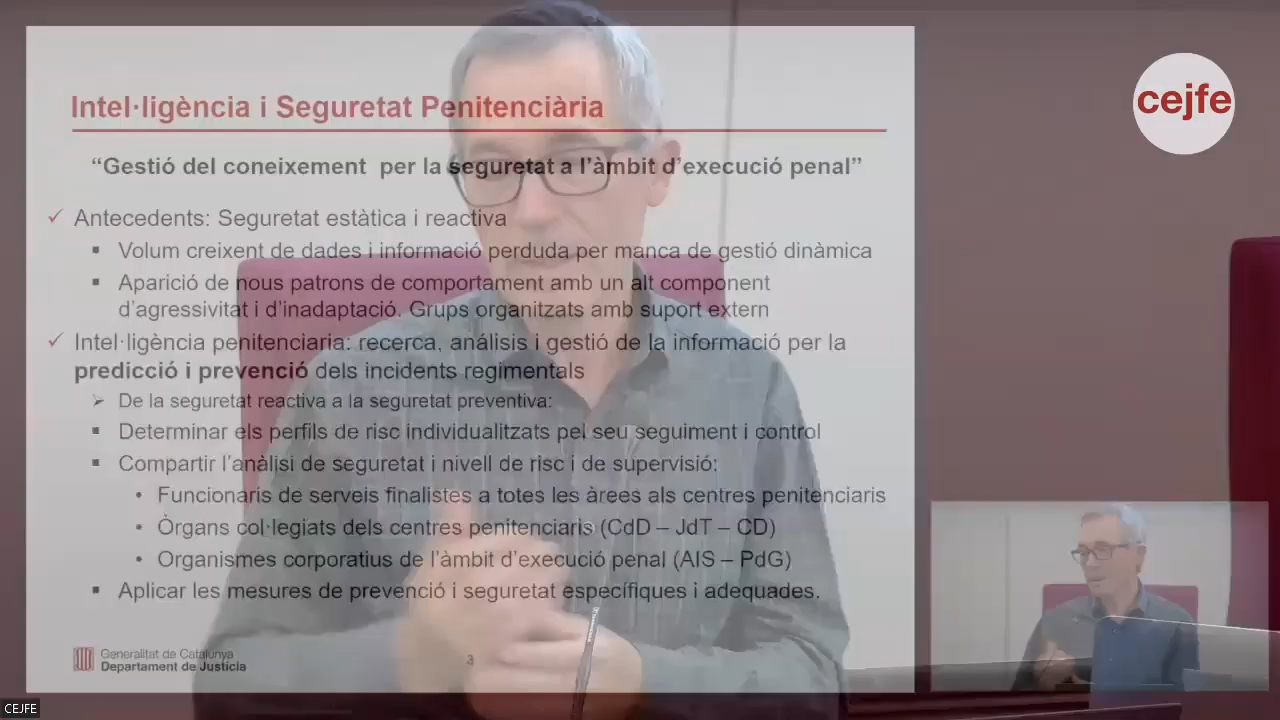 cejfe
Intel·ligència i Seguretat Penitenciària
“Gestió del coneixement per la seguretat a l’àmbit d’execució penal”
✓ Antecedents: Seguretat estàtica i reactiva
▪ Volum creixent de dades i informació perduda per manca de gestió dinàmica
▪ Aparició de nous patrons de comportament amb un alt component
d’agressivitat i d’inadaptació. Grups organitzats amb suport extern
✓ Intel·ligència penitenciaria: recerca, análisis i gestió de la informació per la
predicció i prevenció dels incidents regimentals
➢ De la seguretat reactiva a la seguretat preventiva:
▪ Determinar els perfils de risc individualitzats pel seu seguiment i control
▪ Compartir l’anàlisi de seguretat i nivell de risc i de supervisió:
• Funcionaris de serveis finalistes a totes les àrees als centres penitenciaris
• Òrgans col·legiats dels centres penitenciaris (CdD – JdT – CD)
• Organismes corporatius de l’àmbit d’execució penal (AIS – PdG)
▪ Aplicar les mesures de prevenció i seguretat específiques i adequades.
Generalitat de Catalunya
Departament de Justícia
3
CEJFE